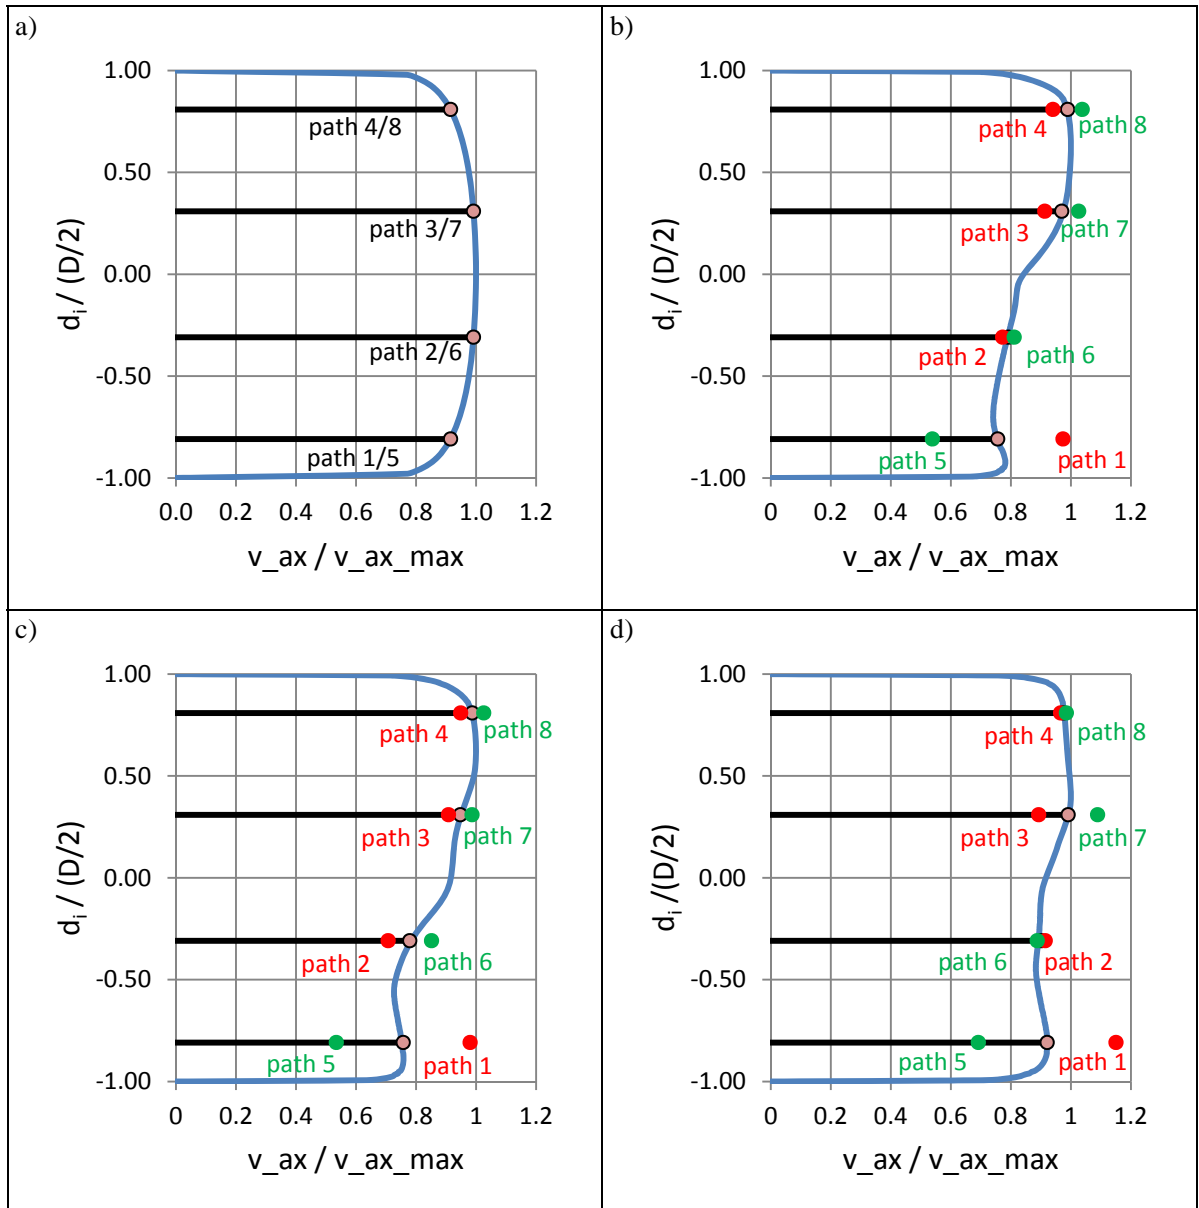 a)
1.00
path 4/8
0.50
path 3/7
d_i / (D/2)
0.00
path 2/6
-0.50
path 1/5
-1.00
0.0 0.2 0.4 0.6 0.8 1.0 1.2
v_ax / v_ax_max
b)
1.00
path 4 path 8
0.50
path 3 path 7
d_i / (D/2)
0.00
path 2 path 6
-0.50
path 5 path 1
-1.00
0 0.2 0.4 0.6 0.8 1 1.2
v_ax / v_ax_max
c)
1.00
path 4 path 8
0.50
path 3 path 7
d_i / (D/2)
0.00
path 2 path 6
-0.50
path 5 path 1
-1.00
0 0.2 0.4 0.6 0.8 1 1.2
v_ax / v_ax_max
d)
1.00
path 4 path 8
0.50
path 3 path 7
d_i /(D/2)
0.00
path 6 path 2
-0.50
path 5 path 1
-1.00
0 0.2 0.4 0.6 0.8 1 1.2
v_ax / v_ax_max